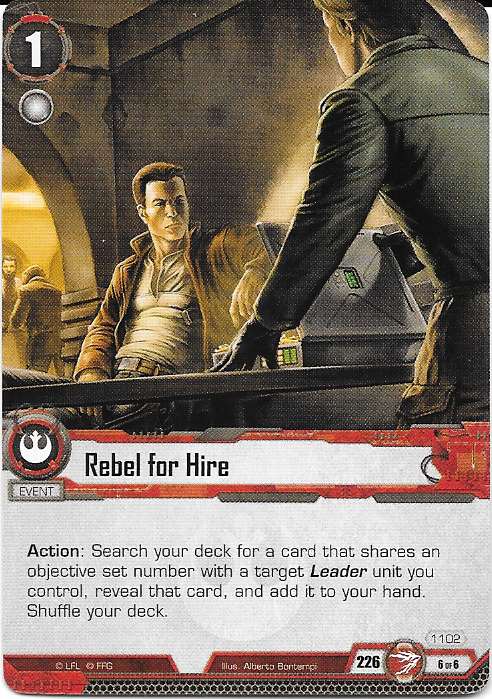 1
Rebel for Hire
EVENT
Action: Search your deck for a card that shares an
objective set number with a target Leader unit you
control, reveal that card, and add it to your hand.
Shuffle your deck.
1102
© LFL © FFG
Illus. Alberto Bontempi
226
6 OF 6